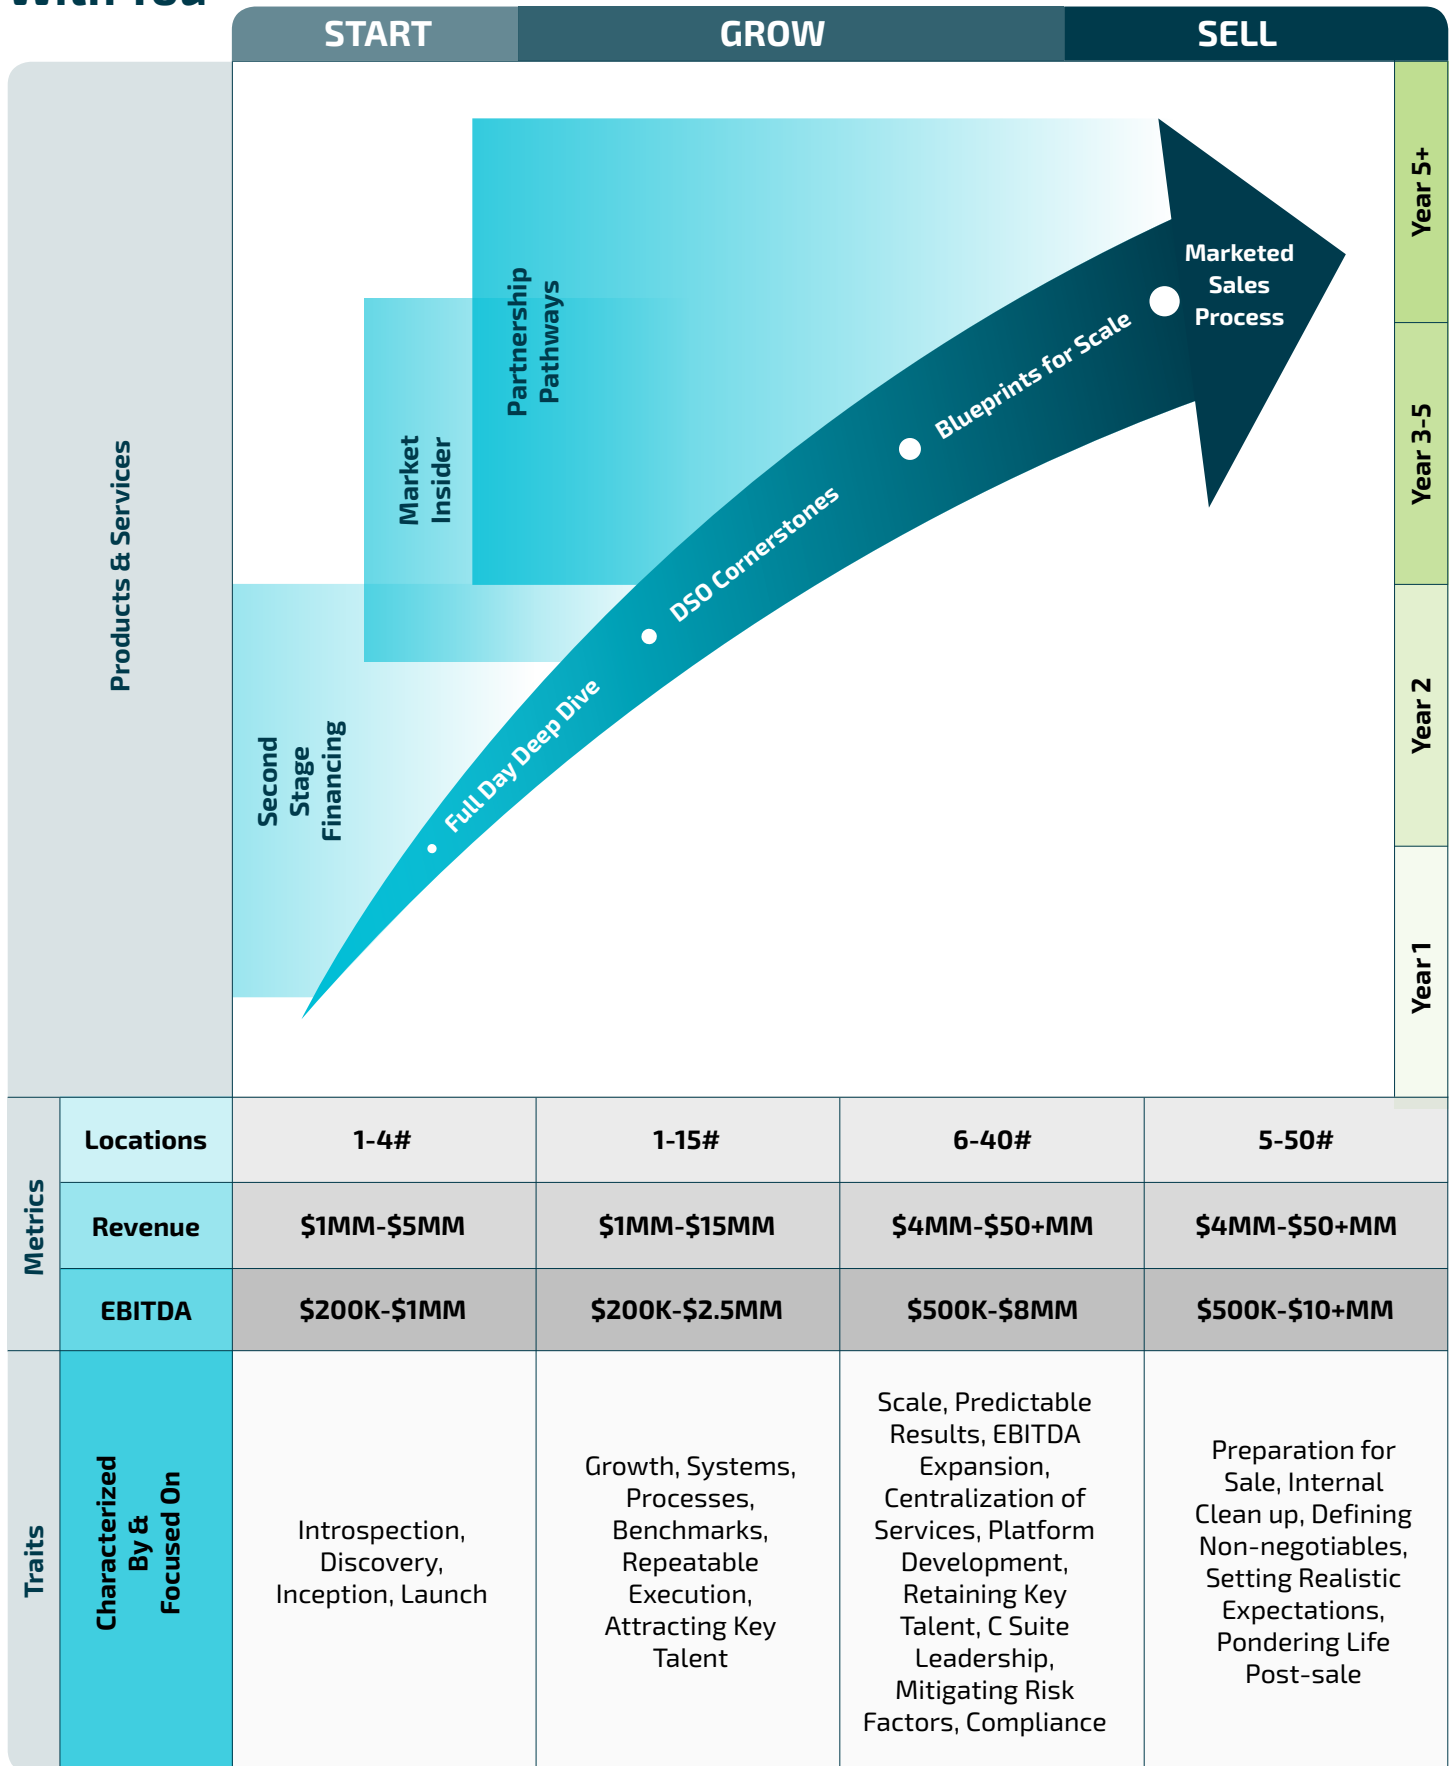 With You
START
GROW
SELL
Products & Services
Second
Stage
Financing
Market
Insider
Partnership
Pathways
Full Day Deep Dive
DSO Cornerstones
Blueprints for Scale
Marketed
Sales
Process
Year 5+
Year 3-5
Year 2
Year 1
Metrics
Locations
1-4#
1-15#
6-40#
5-50#
Revenue
$1MM-$5MM
$1MM-$15MM
$4MM-$50+MM
$4MM-$50+MM
EBITDA
$200K-$1MM
$200K-$2.5MM
$500K-$8MM
$500K-$10+MM
Traits
Characterized
By &
Focused On
Introspection,
Discovery,
Inception, Launch
Growth, Systems,
Processes,
Benchmarks,
Repeatable
Execution,
Attracting Key
Talent
Scale, Predictable
Results, EBITDA
Expansion,
Centralization of
Services, Platform
Development,
Retaining Key
Talent, C Suite
Leadership,
Mitigating Risk
Factors, Compliance
Preparation for
Sale, Internal
Clean up, Defining
Non-negotiables,
Setting Realistic
Expectations,
Pondering Life
Post-sale